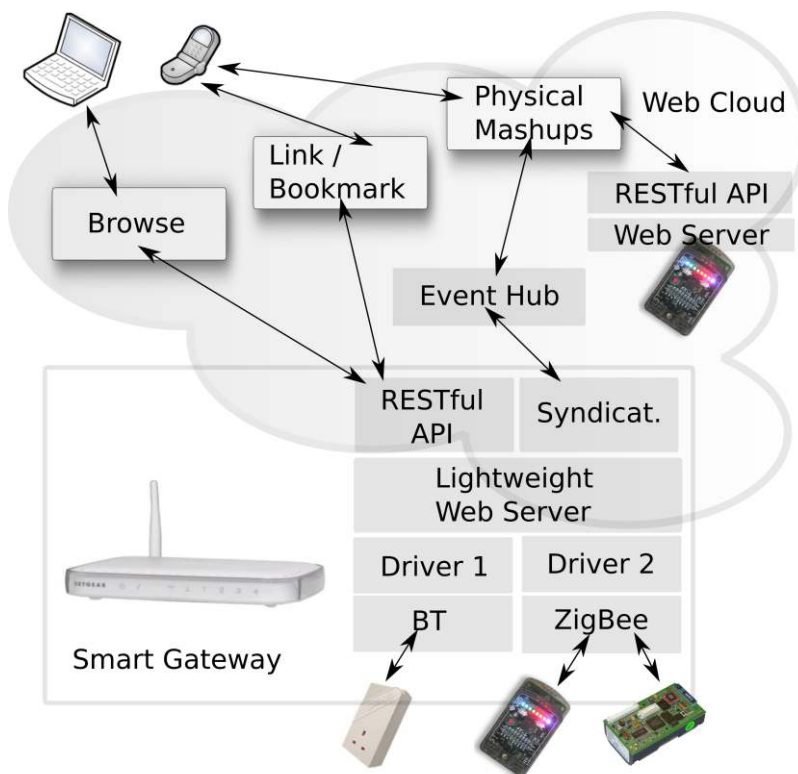 Physical
Mashups
Web Cloud
Link /
Bookmark
RESTful API
Browse
Web Server
Event Hub
RESTful
API
Syndicat.
Lightweight
Web Server
NETGEAR
Driver 1
Driver 2
BT
ZigBee
Smart Gateway